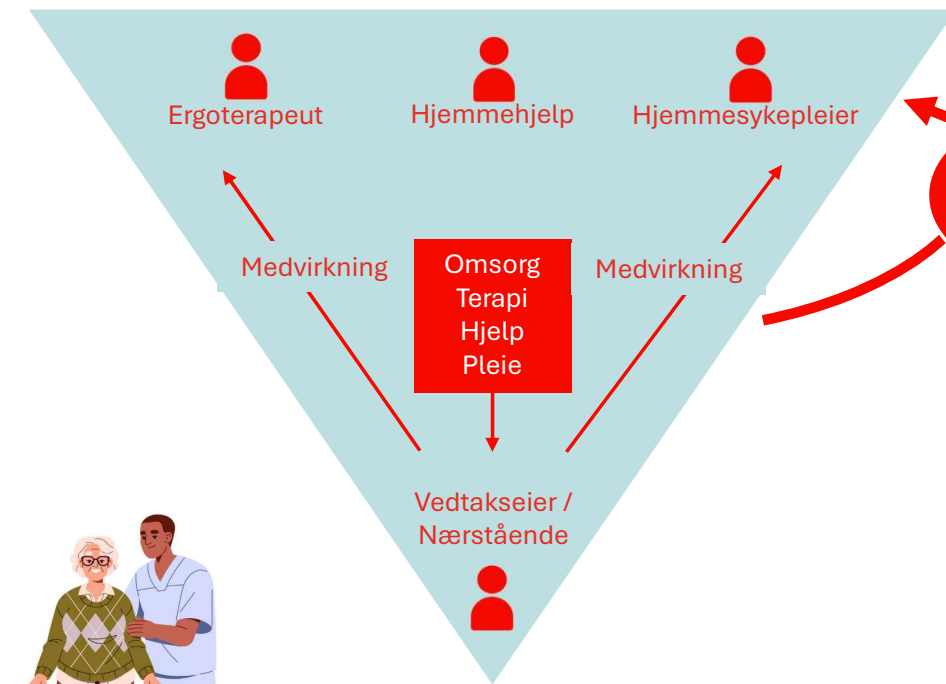 Ergoterapeut
Hjemmehjelp
Hjemmesykepleier
Medvirkning
Omsorg
Terapi
Hjelp
Pleie
Medvirkning
Vedtakseier /
Nærstående